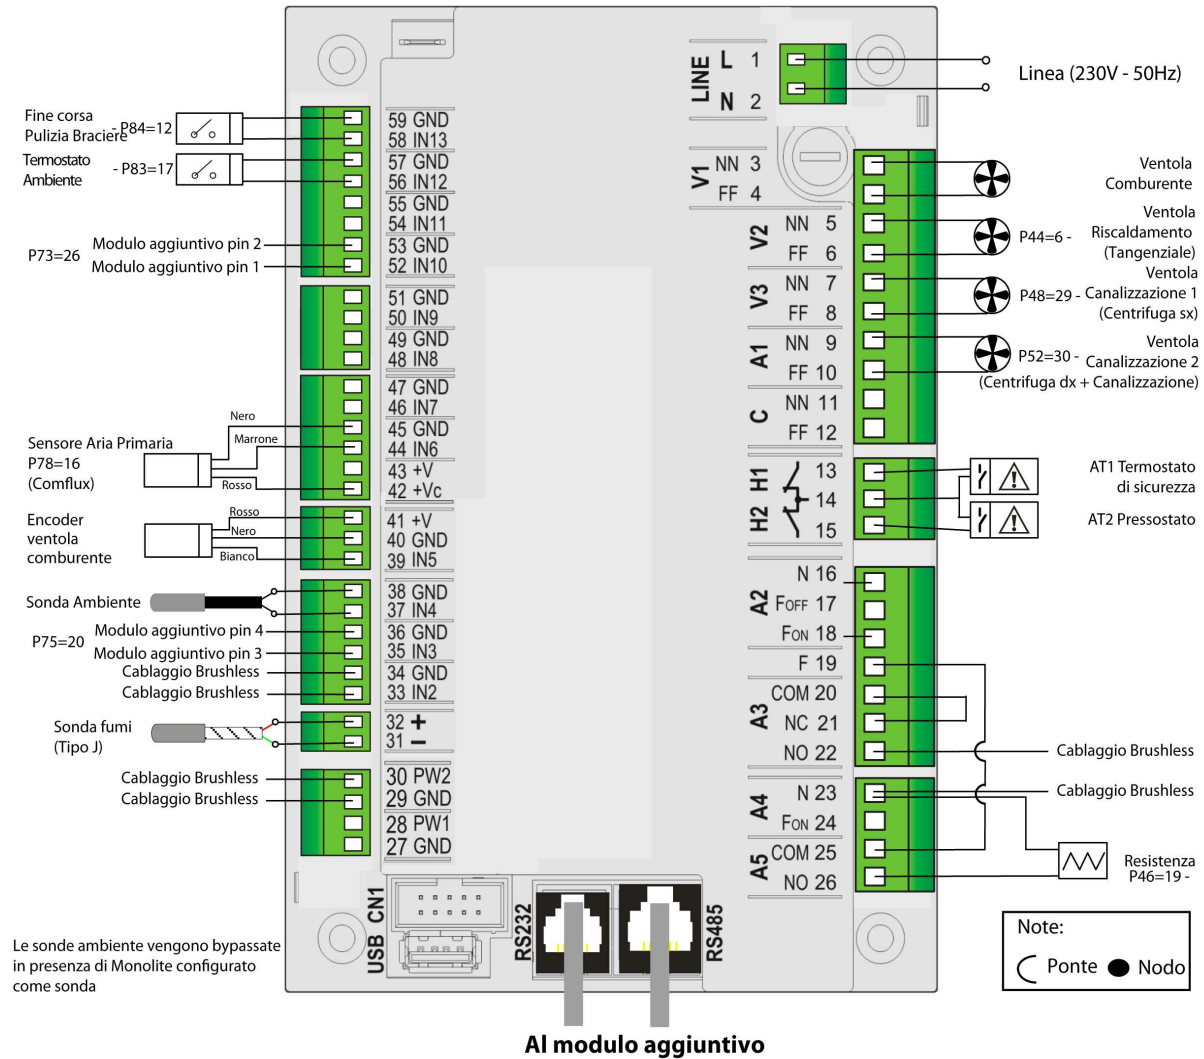 LINE
L 1
N 2
Linea (230V - 50Hz)
Fine corsa
Pulizia Braciere
- P84=12
Termostato
Ambiente
- P83=17
59 GND
58 IN13
57 GND
56 IN12
55 GND
54 IN11
53 GND
52 IN10
P73=26
Modulo aggiuntivo pin 2
Modulo aggiuntivo pin 1
51 GND
50 IN9
49 GND
48 IN8
47 GND
46 IN7
45 GND
44 IN6
43 +V
42 +Vc
Sensore Aria Primaria
P78=16
(Comflux)
Nero
Marrone
Rosso
41 +V
40 GND
39 IN5
Encoder
ventola
comburente
Rosso
Nero
Bianco
38 GND
37 IN4
36 GND
35 IN3
34 GND
33 IN2
Sonda Ambiente
P75=20
Modulo aggiuntivo pin 4
Modulo aggiuntivo pin 3
Cablaggio Brushless
Cablaggio Brushless
32 +
31 −
Sonda fumi
(Tipo J)
30 PW2
29 GND
28 PW1
27 GND
Cablaggio Brushless
Cablaggio Brushless
V1
NN 3
FF 4
Ventola
Comburente
V2
NN 5
FF 6
P44=6 -
Ventola
Riscaldamento
(Tangenziale)
V3
NN 7
FF 8
P48=29 -
Ventola
Canalizzazione 1
(Centrifuga sx)
A1
NN 9
FF 10
P52=30 -
Ventola
Canalizzazione 2
(Centrifuga dx + Canalizzazione)
C
NN 11
FF 12
H1
H2
13
14
15
AT1 Termostato
di sicurezza
AT2 Pressostato
A2
N 16
FOFF 17
FON 18
A3
F 19
COM 20
NC 21
NO 22
Cablaggio Brushless
A4
N 23
FON 24
Cablaggio Brushless
A5
COM 25
NO 26
Resistenza
P46=19 -
USB CN1
RS232
RS485
Le sonde ambiente vengono bypassate
in presenza di Monolite configurato
come sonda
Note:
Ponte
Nodo
Al modulo aggiuntivo